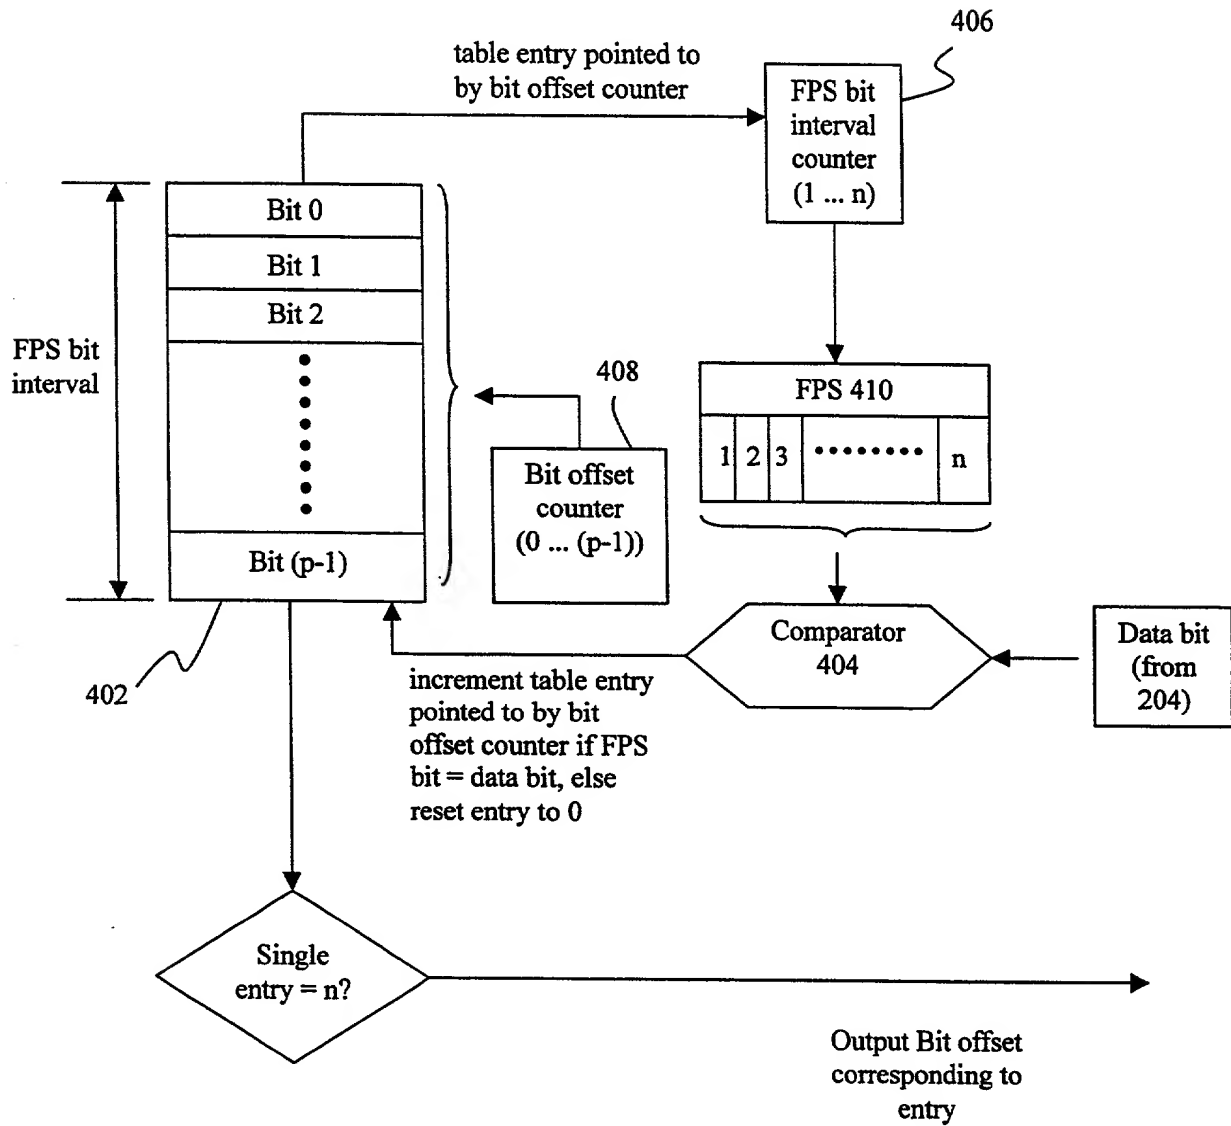 406
table entry pointed to
by bit offset counter
FPS bit
interval
counter
(1 ... n)
Bit 0
Bit 1
Bit 2
FPS bit
interval
408
FPS 410
1 2 3 ........ n
Bit offset
counter
(0 ... (p-1))
Bit (p-1)
Comparator
404
Data bit
(from
204)
402
increment table entry
pointed to by bit
offset counter if FPS
bit = data bit, else
reset entry to 0
Single
entry = n?
Output Bit offset
corresponding to
entry